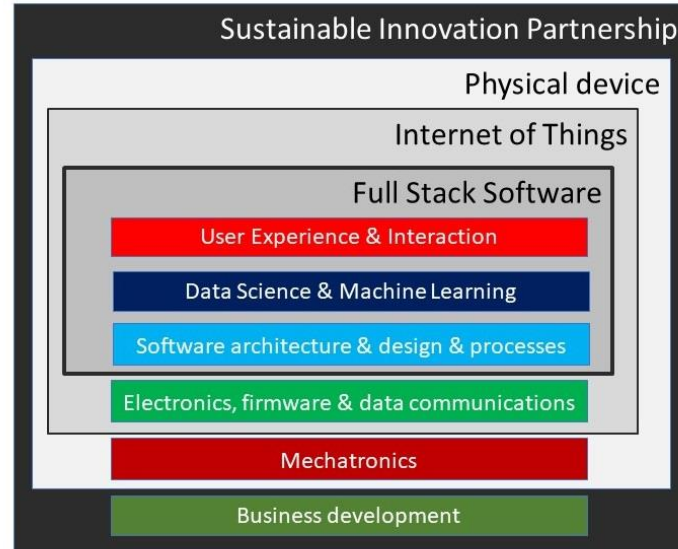 Sustainable Innovation Partnership
Physical device
Internet of Things
Full Stack Software
User Experience & Interaction
Data Science & Machine Learning
Software architecture & design & processes
Electronics, firmware & data communications
Mechatronics
Business development